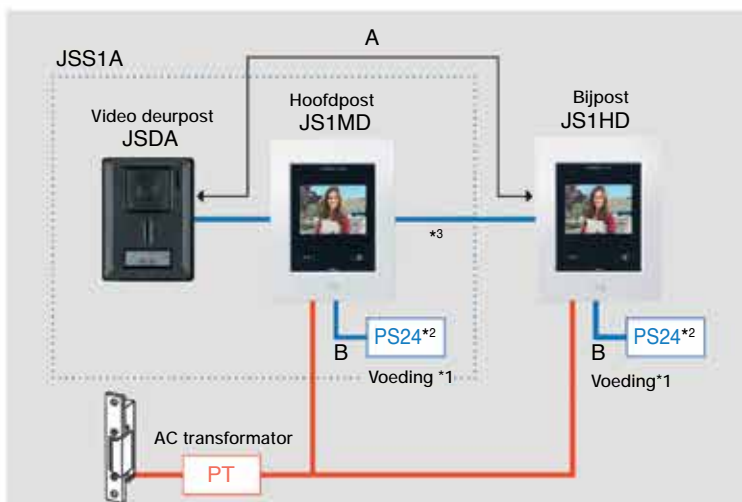 A
JSS1A
Video deurpost
JSDA
Hoofdpost
JS1MD
Bijpost
JS1HD
*3
B
PS24*2
Voeding *1
B
PS24*2
Voeding*1
AC transformator
PT